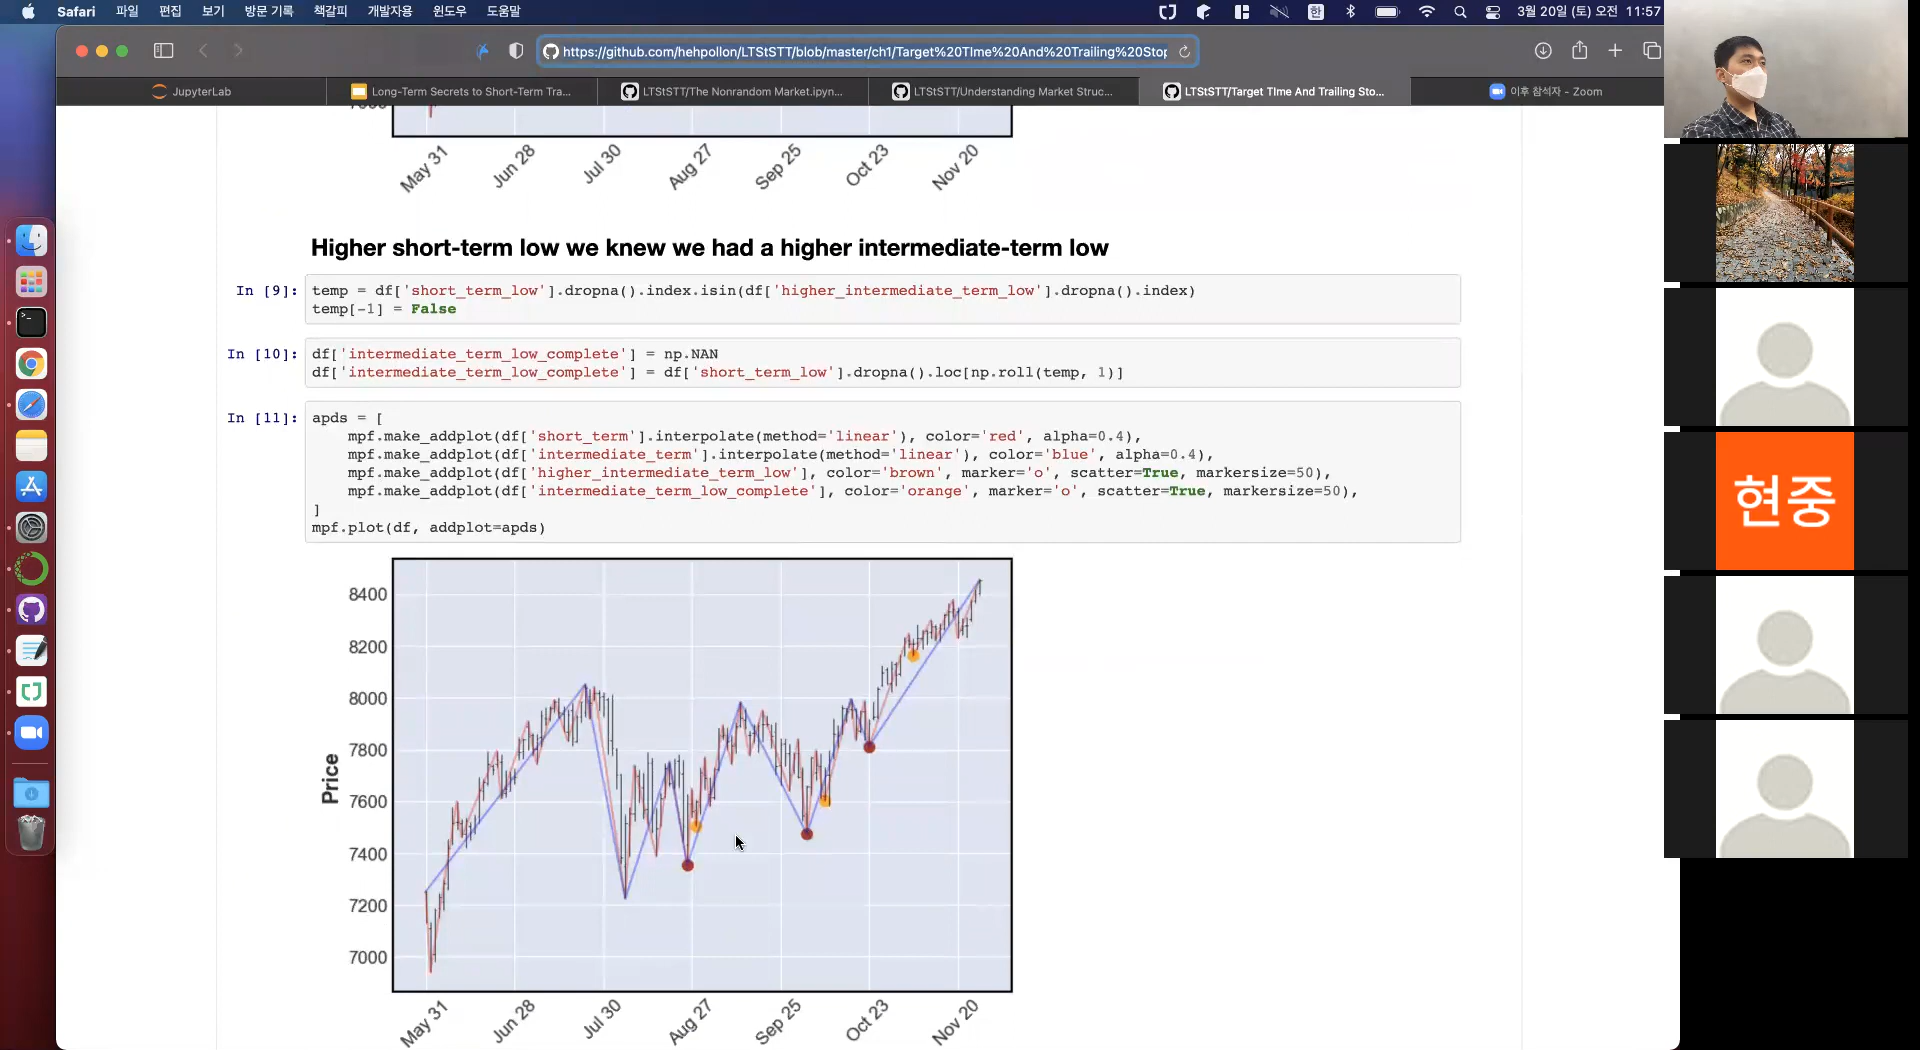 Safari 파일 편집 보기 방문 기록 책갈피 개발자용 윈도우 도움말 한 3월 20일 (토) 오전 11:57
https://github.com/hehpollon/LTStSTT/blob/master/ch1/Target%20TIme%20And%20Trailing%20Stop
JupyterLab
Long-Term Secrets to Short-Term Tra...
LTStSTT/The Nonrandom Market.ipyn...
LTStSTT/Understanding Market Struc...
LTStSTT/Target TIme And Trailing Sto...
이후 참석자 - Zoom
May 31 Jun 28 Jul 30 Aug 27 Sep 25 Oct 23 Nov 20
Higher short-term low we knew we had a higher intermediate-term low
In [9]: temp = df['short_term_low'].dropna().index.isin(df['higher_intermediate_term_low'].dropna().index)
temp[-1] = False
In [10]: df['intermediate_term_low_complete'] = np.NAN
df['intermediate_term_low_complete'] = df['short_term_low'].dropna().loc[np.roll(temp, 1)]
In [11]: apds = [
mpf.make_addplot(df['short_term'].interpolate(method='linear'), color='red', alpha=0.4),
mpf.make_addplot(df['intermediate_term'].interpolate(method='linear'), color='blue', alpha=0.4),
mpf.make_addplot(df['higher_intermediate_term_low'], color='brown', marker='o', scatter=True, markersize=50),
mpf.make_addplot(df['intermediate_term_low_complete'], color='orange', marker='o', scatter=True, markersize=50),
]
mpf.plot(df, addplot=apds)
8400
8200
8000
7800
7600
7400
7200
7000
Price
May 31 Jun 28 Jul 30 Aug 27 Sep 25 Oct 23 Nov 20
현중